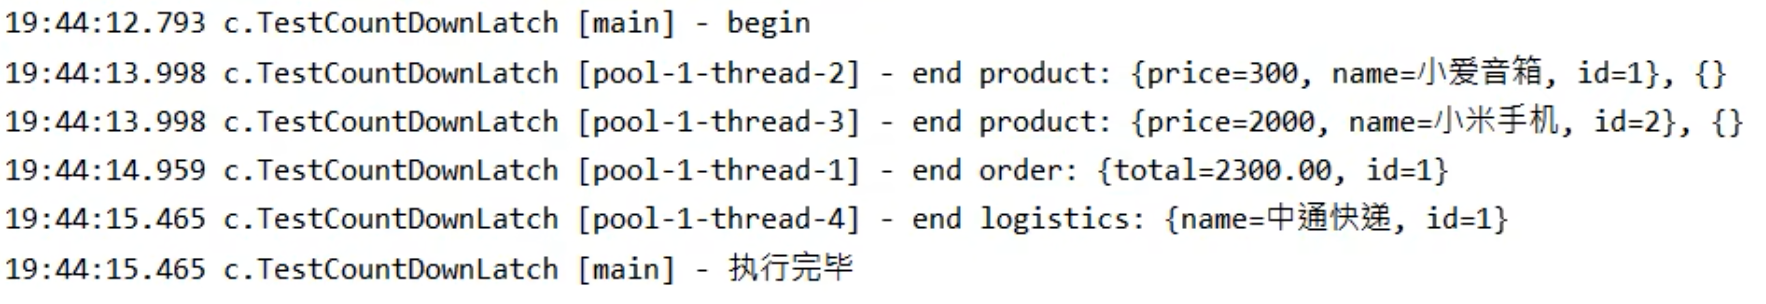 19:44:12.793 c.TestCountDownLatch [main] - begin
19:44:13.998 c.TestCountDownLatch [pool-1-thread-2] - end product: {price=300, name=小爱音箱, id=1}, {}
19:44:13.998 c.TestCountDownLatch [pool-1-thread-3] - end product: {price=2000, name=小米手机, id=2}, {}
19:44:14.959 c.TestCountDownLatch [pool-1-thread-1] - end order: {total=2300.00, id=1}
19:44:15.465 c.TestCountDownLatch [pool-1-thread-4] - end logistics: {name=中通快递, id=1}
19:44:15.465 c.TestCountDownLatch [main] - 执行完毕